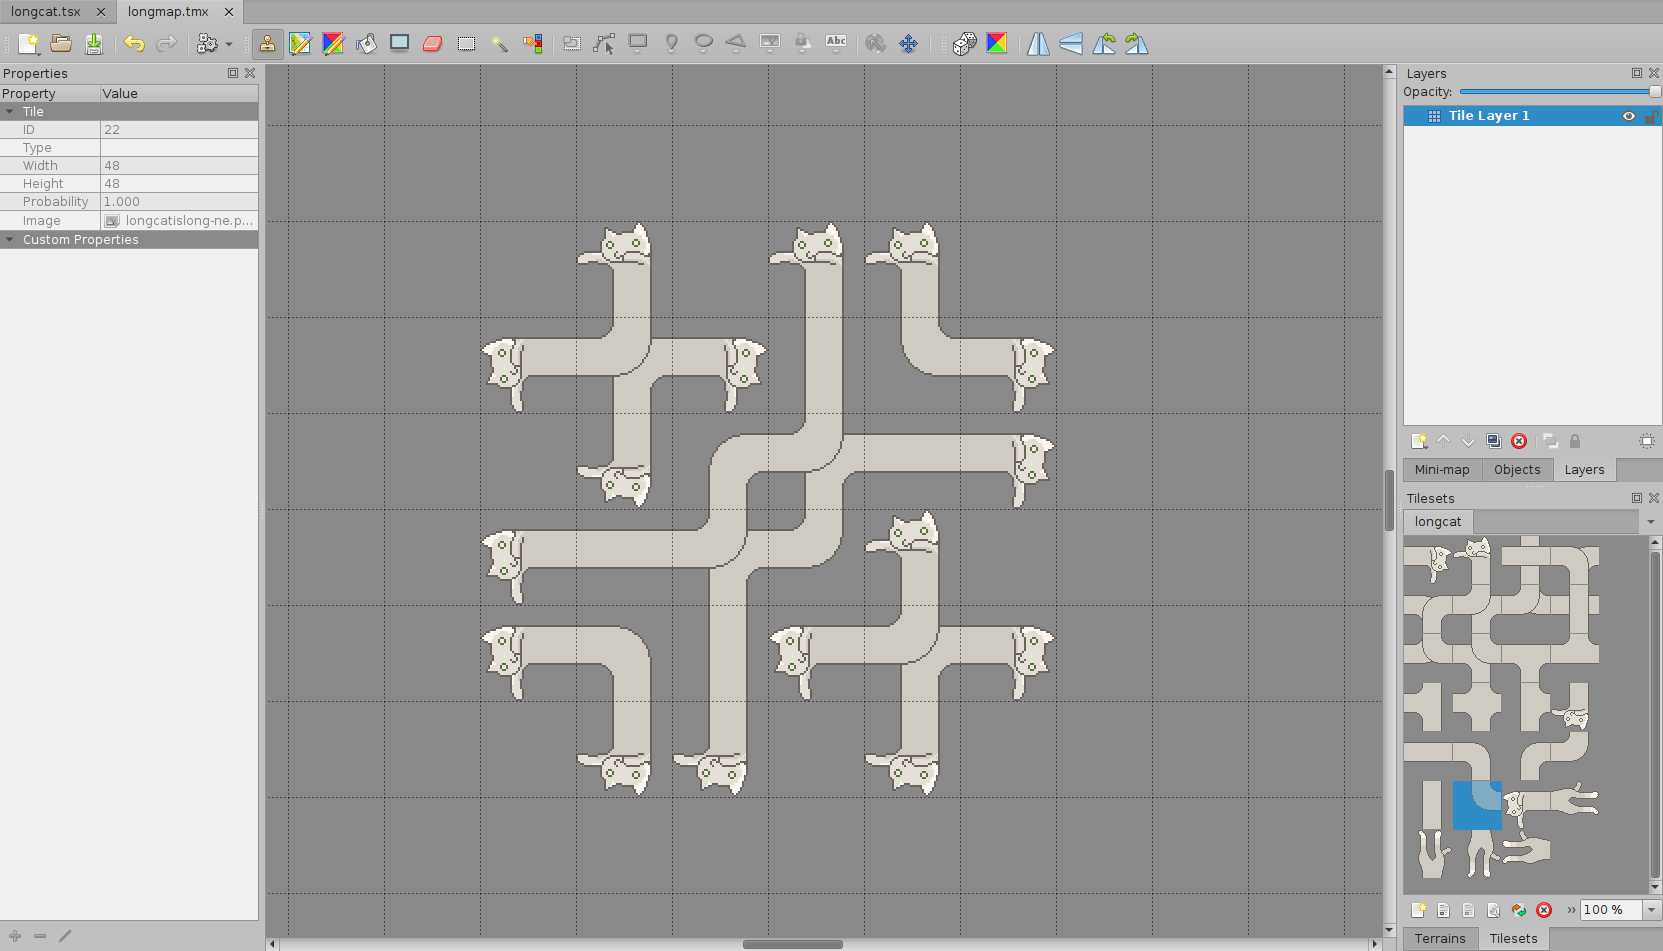 longcat.tsx
longmap.tmx
Abc
Properties
Property Value
Tile
ID 22
Type
Width 48
Height 48
Probability 1.000
Image longcatislong-ne.p...
Custom Properties
Layers
Opacity:
Tile Layer 1
Mini-map Objects Layers
Tilesets
longcat
100 %
Terrains Tilesets